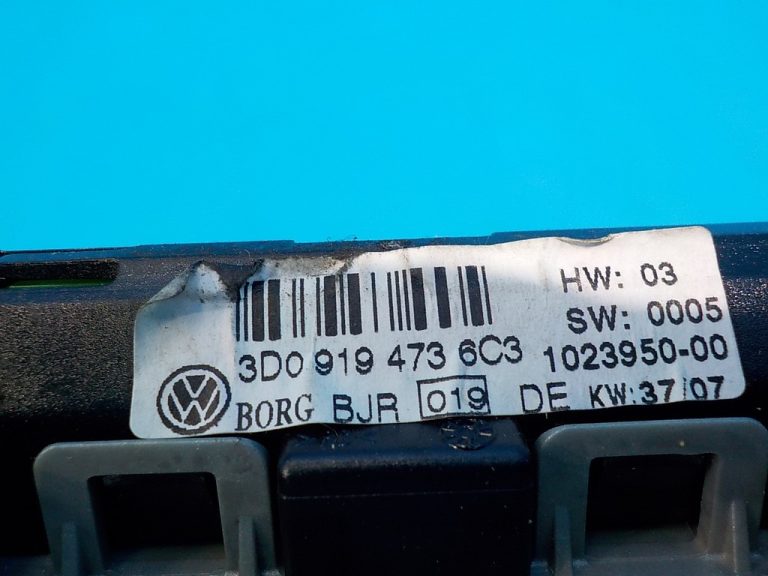 HW: 03
SW: 0005
3D0 919 473 6C3 1023950-00
BORG BJR 019 DE KW:37/07